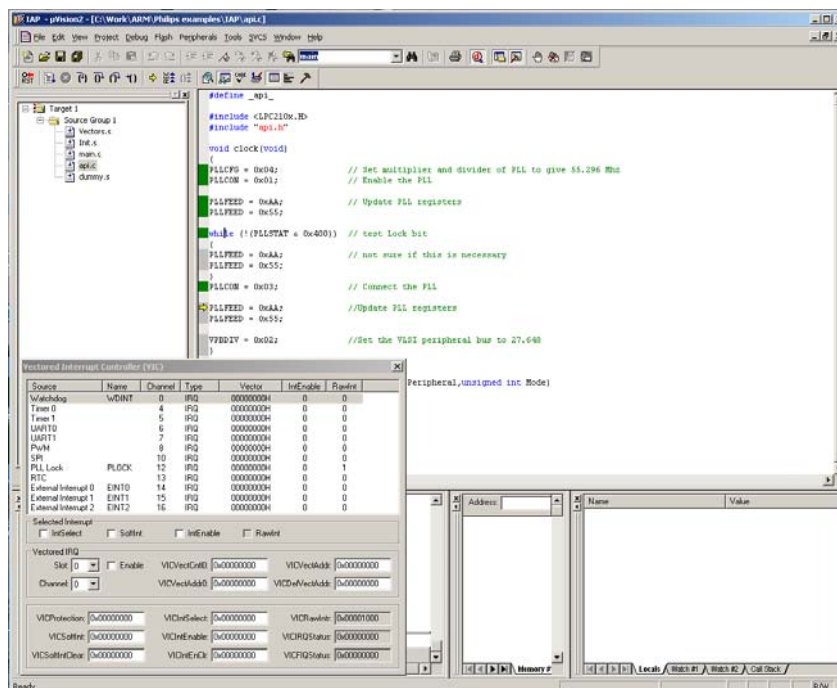 IAP - µVision2 - [C:\Work\ARM\Philips examples\IAP\api.c]
File Edit View Project Debug Flash Peripherals Tools SVCS Window Help
main
Target 1
Source Group 1
Vectors.s
Init.s
main.c
api.c
dummy.s
#define _api_
#include <LPC210x.H>
#include "api.h"
void clock(void)
{
PLLCFG = 0x04; // Set multiplier and divider of PLL to give 55.296 Mhz
PLLCON = 0x01; // Enable the PLL
PLLFEED = 0xAA; // Update PLL registers
PLLFEED = 0x55;
while (!(PLLSTAT & 0x400)) // test Lock bit
{
PLLFEED = 0xAA; // not sure if this is necessary
PLLFEED = 0x55;
}
PLLCON = 0x03; // Connect the PLL
PLLFEED = 0xAA; //Update PLL registers
PLLFEED = 0x55;
VPBDIV = 0x02; //Set the VLSI peripheral bus to 27.648
}
Peripheral,unsigned int Mode)
Vectored Interrupt Controller (VIC)
Source Name Channel Type Vector IntEnable RawInt
Watchdog WDINT 0 IRQ 00000000H 0 0
Timer 0 4 IRQ 00000000H 0 0
Timer 1 5 IRQ 00000000H 0 0
UART0 6 IRQ 00000000H 0 0
UART1 7 IRQ 00000000H 0 0
PWM 8 IRQ 00000000H 0 0
SPI 10 IRQ 00000000H 0 0
PLL Lock PLOCK 12 IRQ 00000000H 0 1
RTC 13 IRQ 00000000H 0 0
External Interrupt 0 EINT0 14 IRQ 00000000H 0 0
External Interrupt 1 EINT1 15 IRQ 00000000H 0 0
External Interrupt 2 EINT2 16 IRQ 00000000H 0 0
Selected Interrupt
IntSelect SoftInt IntEnable RawInt
Vectored IRQ
Slot: 0 Enable VICVectCntl0: 0x00000000 VICVectAddr: 0x00000000
Channel: 0 VICVectAddr0: 0x00000000 VICDefVectAddr: 0x00000000
VICProtection: 0x00000000 VICIntSelect: 0x00000000 VICRawIntr: 0x00001000
VICSoftInt: 0x00000000 VICIntEnable: 0x00000000 VICIRQStatus: 0x00000000
VICSoftIntClear: 0x00000000 VICIntEnClr: 0x00000000 VICFIQStatus: 0x00000000
Address:
Name Value
Memory #
Locals Watch #1 Watch #2 Call Stack
Ready R/W